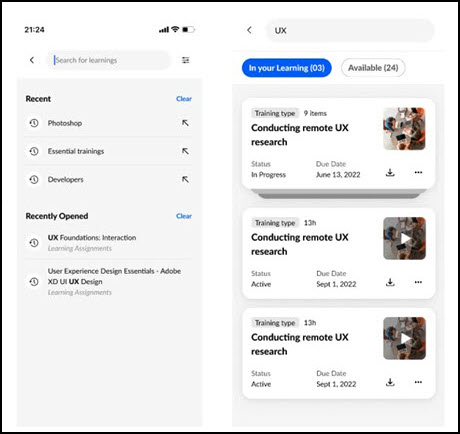 21:24
Search for learnings
Recent
Clear
Photoshop
Essential trainings
Developers
Recently Opened
Clear
UX Foundations: Interaction
Learning Assignments
User Experience Design Essentials - Adobe
XD UI UX Design
Learning Assignments
UX
In your Learning (03)
Available (24)
Training type 9 items
Conducting remote UX
research
Status Due Date
In Progress June 13, 2022
Training type 13h
Conducting remote UX
research
Status Due Date
Active Sept 1, 2022
Training type 13h
Conducting remote UX
research
Status Due Date
Active Sept 1, 2022